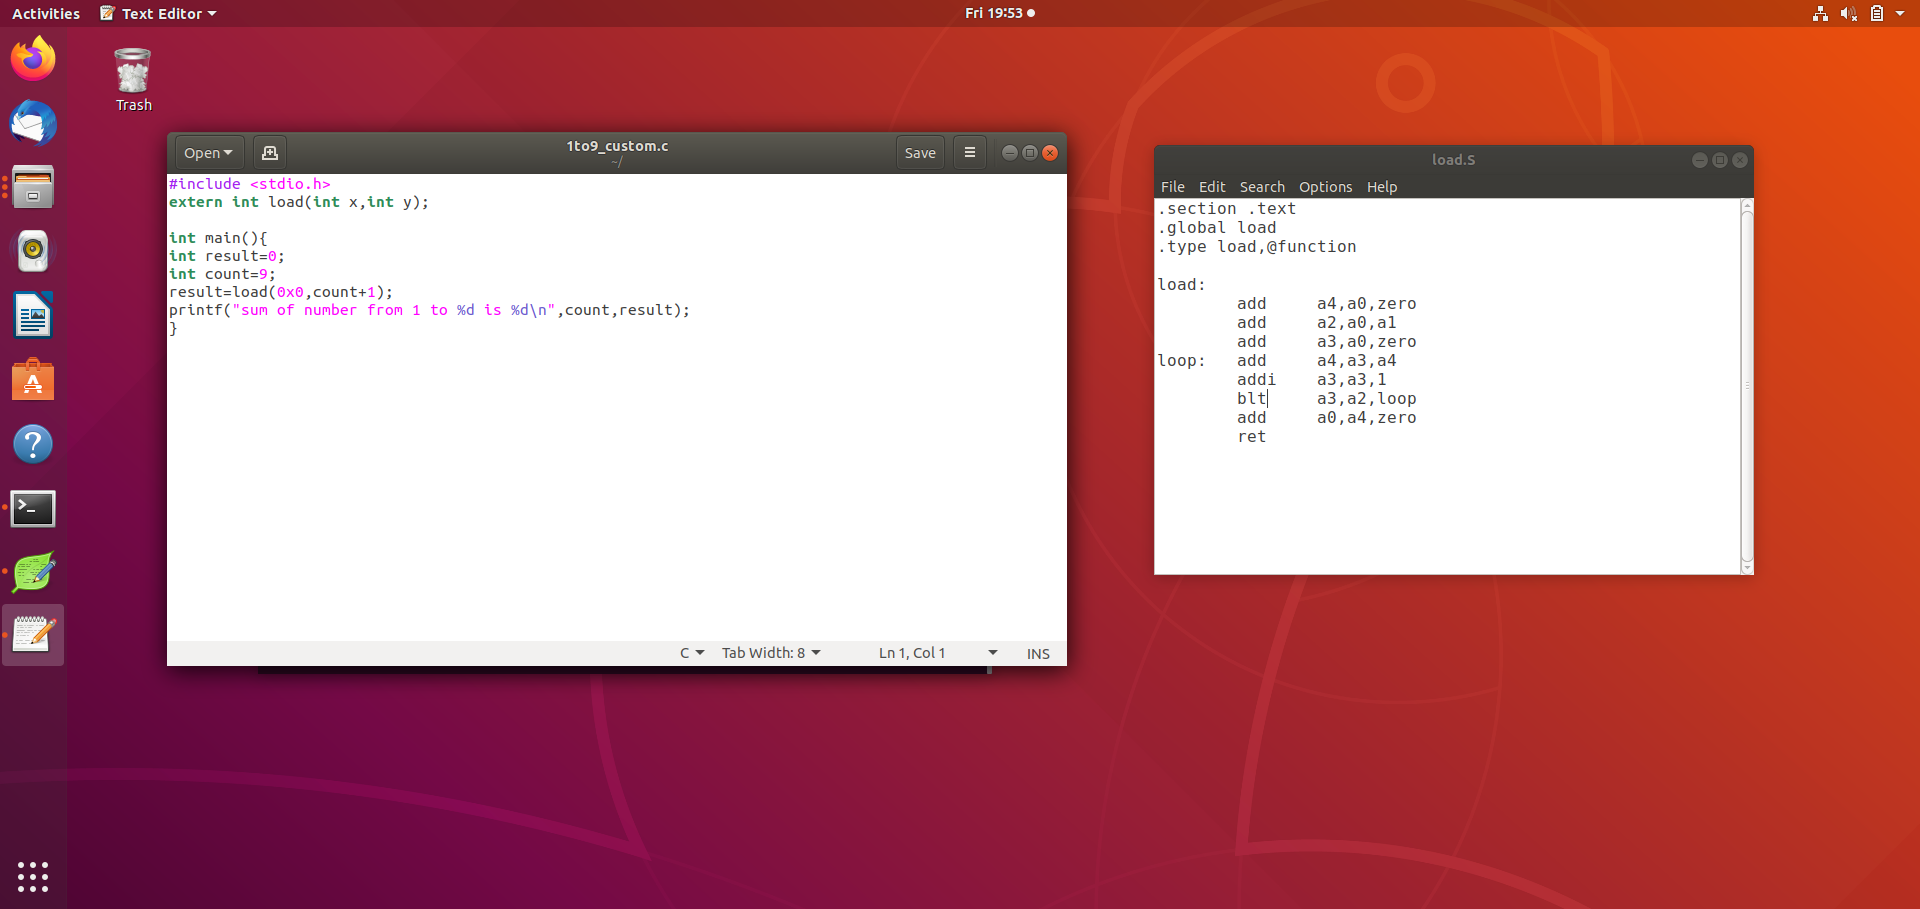 Activities Text Editor Fri 19:53
Trash
Open 1to9_custom.c Save
~/
#include <stdio.h>
extern int load(int x,int y);
int main(){
int result=0;
int count=9;
result=load(0x0,count+1);
printf("sum of number from 1 to %d is %d\n",count,result);
}
C Tab Width: 8 Ln 1, Col 1 INS
load.S
File Edit Search Options Help
.section .text
.global load
.type load,@function
load:
add a4,a0,zero
add a2,a0,a1
add a3,a0,zero
loop: add a4,a3,a4
addi a3,a3,1
blt a3,a2,loop
add a0,a4,zero
ret